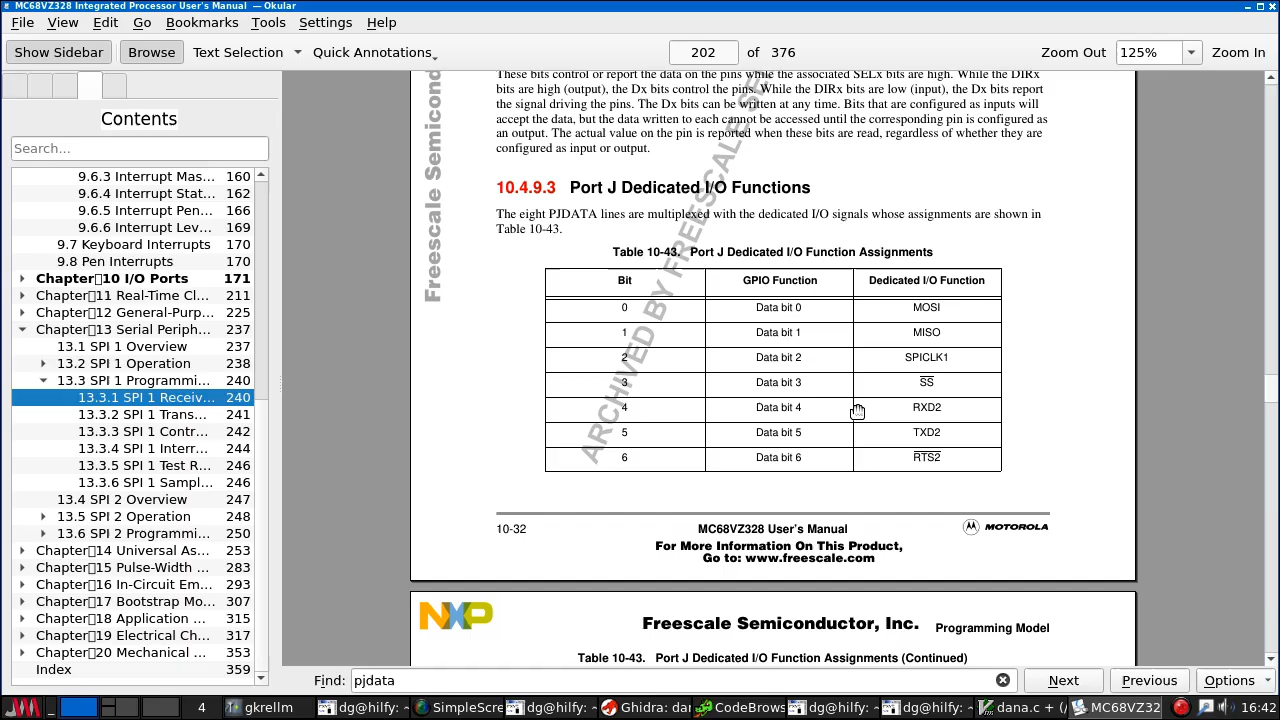 MC68VZ328 Integrated Processor User's Manual — Okular
File View Edit Go Bookmarks Tools Settings Help
Show Sidebar Browse Text Selection Quick Annotations 202 of 376 Zoom Out 125% Zoom In
Contents
Search...
9.6.3 Interrupt Mas... 160
9.6.4 Interrupt Stat... 162
9.6.5 Interrupt Pen... 166
9.6.6 Interrupt Lev... 169
9.7 Keyboard Interrupts 170
9.8 Pen Interrupts 170
Chapter▯10 I/O Ports 171
Chapter▯11 Real-Time Cl... 211
Chapter▯12 General-Purp... 225
Chapter▯13 Serial Periph... 237
13.1 SPI 1 Overview 237
13.2 SPI 1 Operation 238
13.3 SPI 1 Programmi... 240
13.3.1 SPI 1 Receiv... 240
13.3.2 SPI 1 Trans... 241
13.3.3 SPI 1 Contr... 242
13.3.4 SPI 1 Interr... 244
13.3.5 SPI 1 Test R... 246
13.3.6 SPI 1 Sampl... 246
13.4 SPI 2 Overview 247
13.5 SPI 2 Operation 248
13.6 SPI 2 Programmi... 250
Chapter▯14 Universal As... 253
Chapter▯15 Pulse-Width ... 283
Chapter▯16 In-Circuit Em... 293
Chapter▯17 Bootstrap Mo... 307
Chapter▯18 Application ... 315
Chapter▯19 Electrical Ch... 317
Chapter▯20 Mechanical ... 353
Index 359
Freescale Semicond
ARCHIVED BY FREESCALE SE
These bits control or report the data on the pins while the associated SELx bits are high. While the DIRx
bits are high (output), the Dx bits control the pins. While the DIRx bits are low (input), the Dx bits report
the signal driving the pins. The Dx bits can be written at any time. Bits that are configured as inputs will
accept the data, but the data written to each cannot be accessed until the corresponding pin is configured as
an output. The actual value on the pin is reported when these bits are read, regardless of whether they are
configured as input or output.
10.4.9.3 Port J Dedicated I/O Functions
The eight PJDATA lines are multiplexed with the dedicated I/O signals whose assignments are shown in
Table 10-43.
Table 10-43. Port J Dedicated I/O Function Assignments
Bit GPIO Function Dedicated I/O Function
0 Data bit 0 MOSI
1 Data bit 1 MISO
2 Data bit 2 SPICLK1
3 Data bit 3 SS
4 Data bit 4 RXD2
5 Data bit 5 TXD2
6 Data bit 6 RTS2
10-32 MC68VZ328 User's Manual MOTOROLA
For More Information On This Product,
Go to: www.freescale.com
NXP
Freescale Semiconductor, Inc. Programming Model
Table 10-43. Port J Dedicated I/O Function Assignments (Continued)
Find: pjdata Next Previous Options
4 gkrellm dg@hilfy: ~ SimpleScre dg@hilfy: ~ Ghidra: dar CodeBrows dg@hilfy: ~ dg@hilfy: ~ dana.c + (/ MC68VZ32 16:42